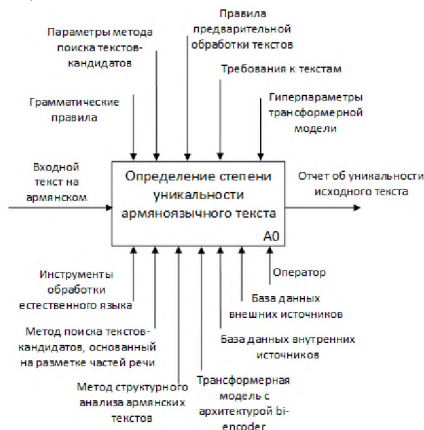 Правила
предварительной
обработки текстов
Параметры метода
поиска текстов-
кандидатов
Требования к текстам
Грамматические
правила
Гиперпараметры
трансформерной
модели
Входной
текст на
армянском
Определение степени
уникальности
армяноязычного текста
A0
Отчет об уникальности
исходного текста
Инструменты
обработки
естественного языка
Оператор
База данных
внешних источников
Метод поиска текстов-
кандидатов, основанный
на разметке частей речи
База данных внутренних
источников
Метод структурного
анализа армянских
текстов
Трансформерная
модель с
архитектурой bi-
encoder